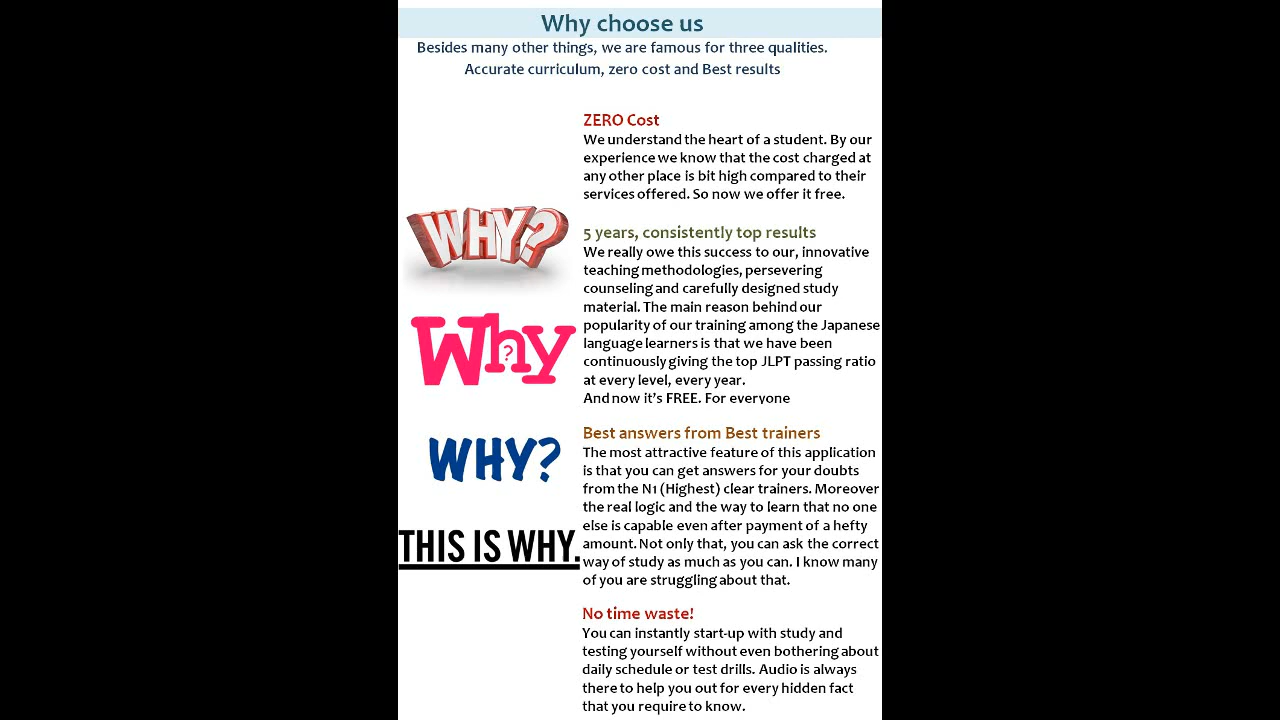 Why choose us
Besides many other things, we are famous for three qualities.
Accurate curriculum, zero cost and Best results
ZERO Cost
We understand the heart of a student. By our
experience we know that the cost charged at
any other place is bit high compared to their
services offered. So now we offer it free.
WHY?
5 years, consistently top results
We really owe this success to our, innovative
teaching methodologies, persevering
counseling and carefully designed study
material. The main reason behind our
popularity of our training among the Japanese
language learners is that we have been
continuously giving the top JLPT passing ratio
at every level, every year.
And now it's FREE. For everyone
Why
?
Best answers from Best trainers
The most attractive feature of this application
is that you can get answers for your doubts
from the N1 (Highest) clear trainers. Moreover
the real logic and the way to learn that no one
else is capable even after payment of a hefty
amount. Not only that, you can ask the correct
way of study as much as you can. I know many
of you are struggling about that.
WHY?
THIS IS WHY.
No time waste!
You can instantly start-up with study and
testing yourself without even bothering about
daily schedule or test drills. Audio is always
there to help you out for every hidden fact
that you require to know.